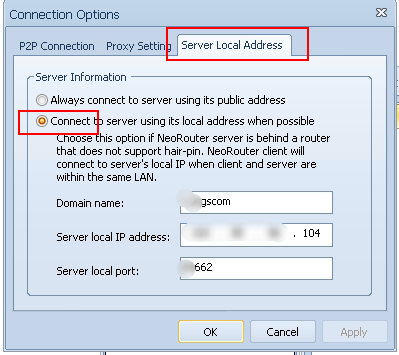 Connection Options
P2P Connection Proxy Setting Server Local Address
Server Information
Always connect to server using its public address
Connect to server using its local address when possible
Choose this option if NeoRouter server is behind a router
that does not support hair-pin. NeoRouter client will
connect to server's local IP when client and server are
within the same LAN.
Domain name: gscom
Server local IP address: . 104
Server local port: 662
OK Cancel Apply